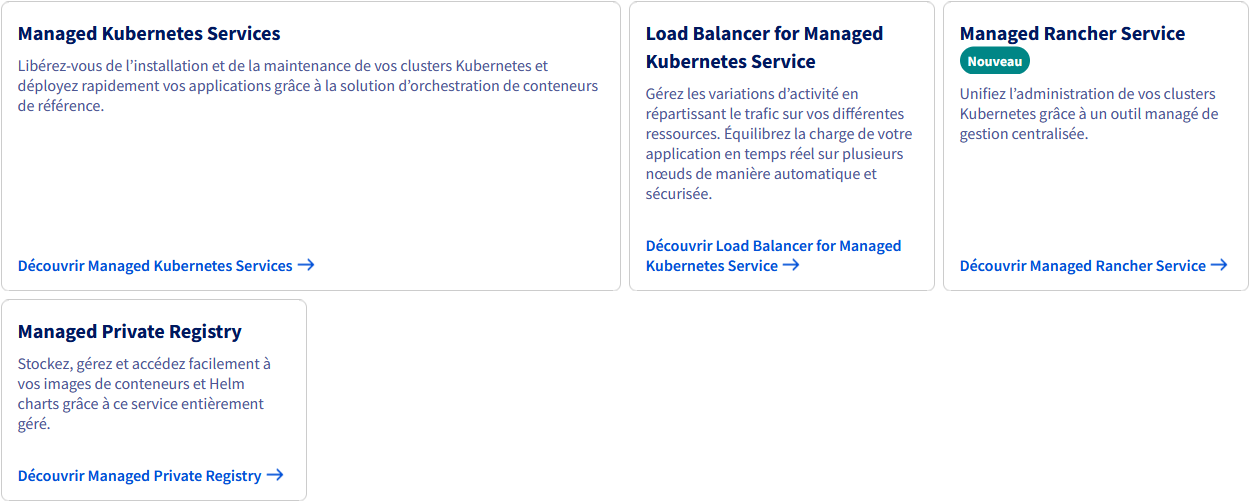 Managed Kubernetes Services
Libérez-vous de l’installation et de la maintenance de vos clusters Kubernetes et
déployez rapidement vos applications grâce à la solution d’orchestration de conteneurs
de référence.
Découvrir Managed Kubernetes Services →
Load Balancer for Managed
Kubernetes Service
Gérez les variations d’activité en
répartissant le trafic sur vos différentes
ressources. Équilibrez la charge de votre
application en temps réel sur plusieurs
nœuds de manière automatique et
sécurisée.
Découvrir Load Balancer for Managed
Kubernetes Service →
Managed Rancher Service
Nouveau
Unifiez l’administration de vos clusters
Kubernetes grâce à un outil managé de
gestion centralisée.
Découvrir Managed Rancher Service →
Managed Private Registry
Stockez, gérez et accédez facilement à
vos images de conteneurs et Helm
charts grâce à ce service entièrement
géré.
Découvrir Managed Private Registry →